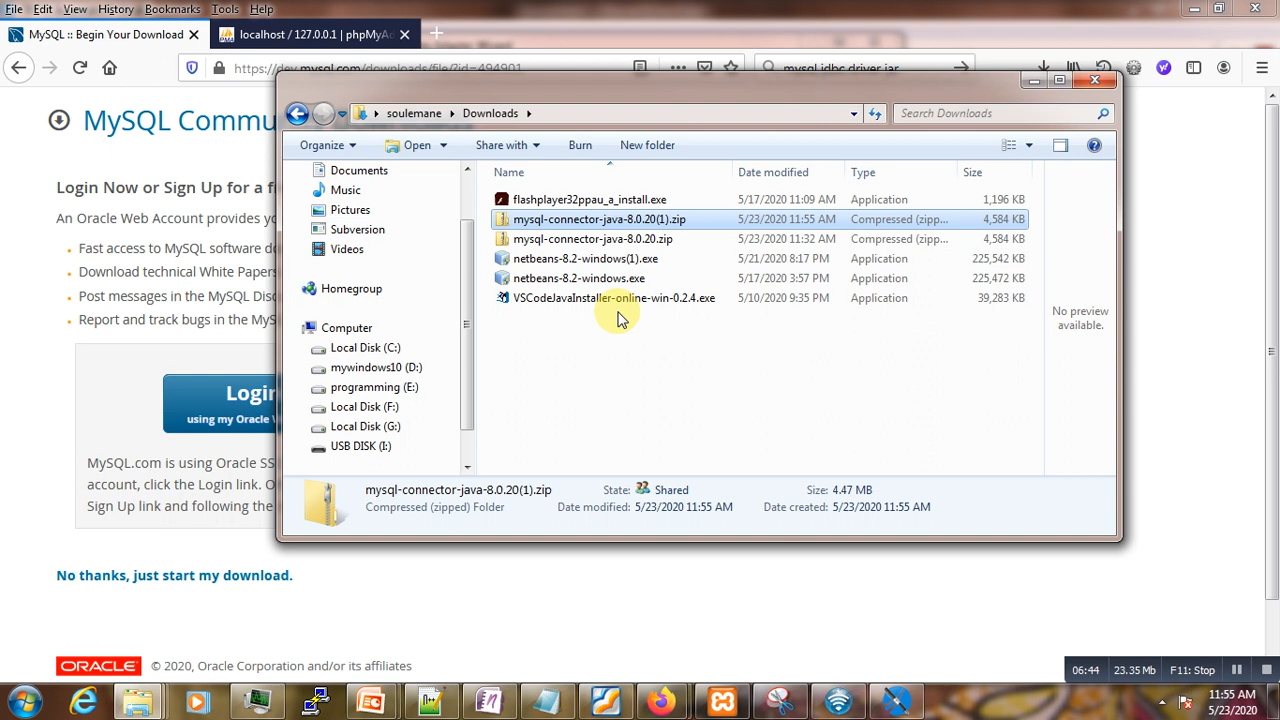 File Edit View History Bookmarks Tools Help
MySQL :: Begin Your Download
localhost / 127.0.0.1 | phpMyAd
https://dev.mysql.com/downloads/file/?id=494901
mysql jdbc driver jar
MySQL Commu
Login Now or Sign Up for a f
An Oracle Web Account provides yo
Fast access to MySQL software do
Download technical White Papers
Post messages in the MySQL Disc
Report and track bugs in the MyS
Login
using my Oracle
MySQL.com is using Oracle SS
account, click the Login link. O
Sign Up link and following the
No thanks, just start my download.
ORACLE © 2020, Oracle Corporation and/or its affiliates
soulemane Downloads
Search Downloads
Organize Open Share with Burn New folder
Documents
Music
Pictures
Subversion
Videos
Homegroup
Computer
Local Disk (C:)
mywindows10 (D:)
programming (E:)
Local Disk (F:)
Local Disk (G:)
USB DISK (I:)
Name Date modified Type Size
flashplayer32ppau_a_install.exe 5/17/2020 11:09 AM Application 1,196 KB
mysql-connector-java-8.0.20(1).zip 5/23/2020 11:55 AM Compressed (zipp... 4,584 KB
mysql-connector-java-8.0.20.zip 5/23/2020 11:32 AM Compressed (zipp... 4,584 KB
netbeans-8.2-windows(1).exe 5/21/2020 8:17 PM Application 225,542 KB
netbeans-8.2-windows.exe 5/17/2020 3:57 PM Application 225,472 KB
VSCodeJavaInstaller-online-win-0.2.4.exe 5/10/2020 9:35 PM Application 39,283 KB
No preview
available.
mysql-connector-java-8.0.20(1).zip State: Shared Size: 4.47 MB
Compressed (zipped) Folder Date modified: 5/23/2020 11:55 AM Date created: 5/23/2020 11:55 AM
06:44 23.35 Mb F11: Stop
11:55 AM
5/23/2020